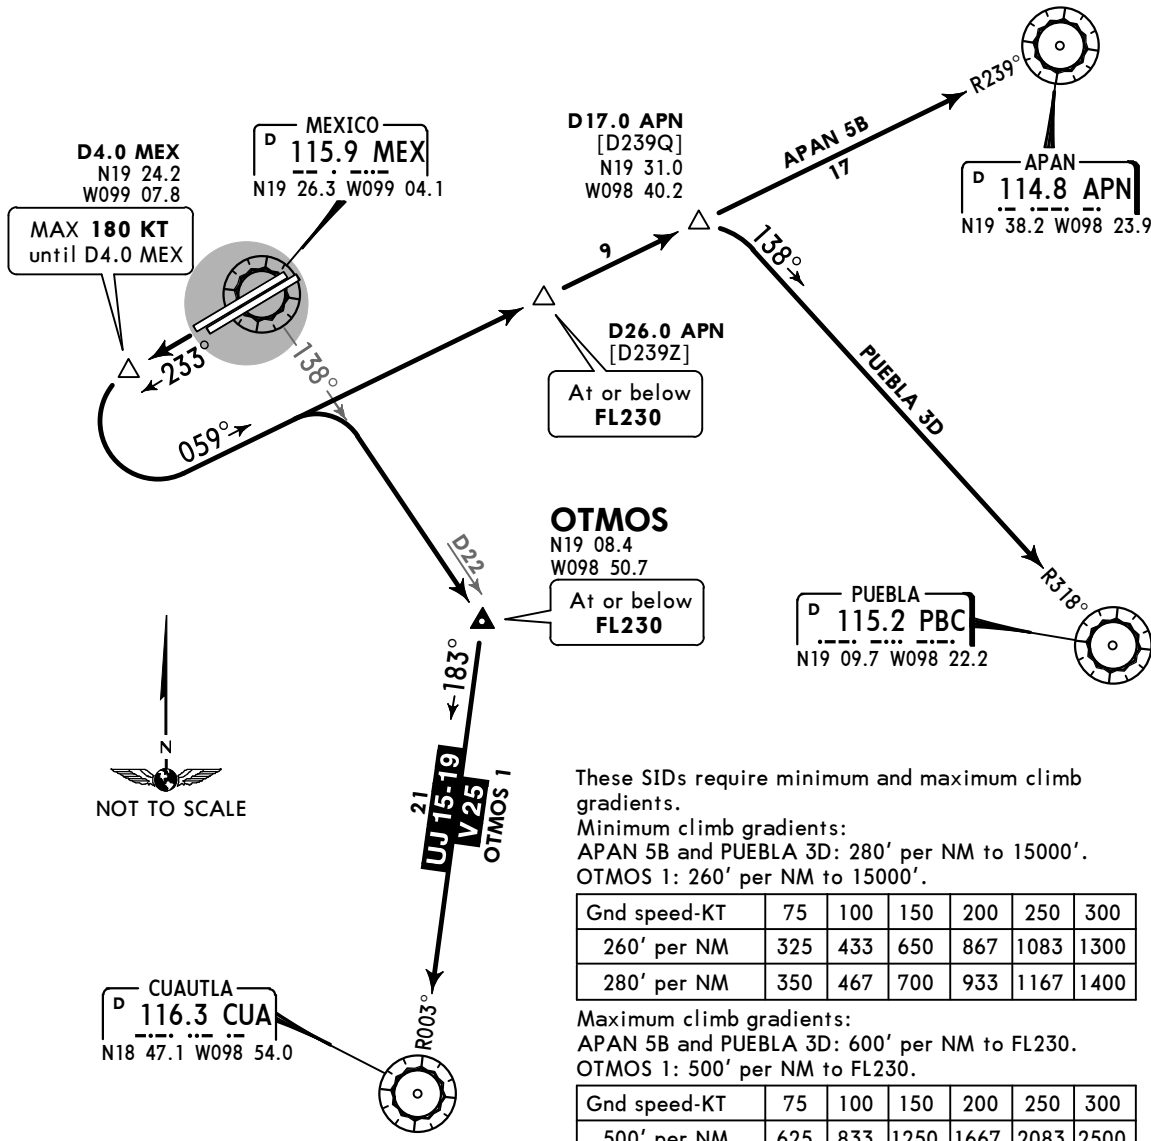 R239°
MEXICO
D 115.9 MEX
N19 26.3 W099 04.1
D4.0 MEX
N19 24.2
W099 07.8
MAX 180 KT
until D4.0 MEX
D17.0 APN
[D239Q]
N19 31.0
W098 40.2
APAN 5B
17
APAN
D 114.8 APN
N19 38.2 W098 23.9
9
138°
233°
138°
059°
D26.0 APN
[D239Z]
At or below
FL230
PUEBLA 3D
OTMOS
N19 08.4
W098 50.7
At or below
FL230
D22
R318°
PUEBLA
D 115.2 PBC
N19 09.7 W098 22.2
183°
N
NOT TO SCALE
21
UJ 15-19
V 25
OTMOS 1
CUAUTLA
D 116.3 CUA
N18 47.1 W098 54.0
R003°
These SIDs require minimum and maximum climb
gradients.
Minimum climb gradients:
APAN 5B and PUEBLA 3D: 280' per NM to 15000'.
OTMOS 1: 260' per NM to 15000'.
Gnd speed-KT 75 100 150 200 250 300
260' per NM 325 433 650 867 1083 1300
280' per NM 350 467 700 933 1167 1400
Maximum climb gradients:
APAN 5B and PUEBLA 3D: 600' per NM to FL230.
OTMOS 1: 500' per NM to FL230.
Gnd speed-KT 75 100 150 200 250 300
500' per NM 625 833 1250 1667 2083 2500